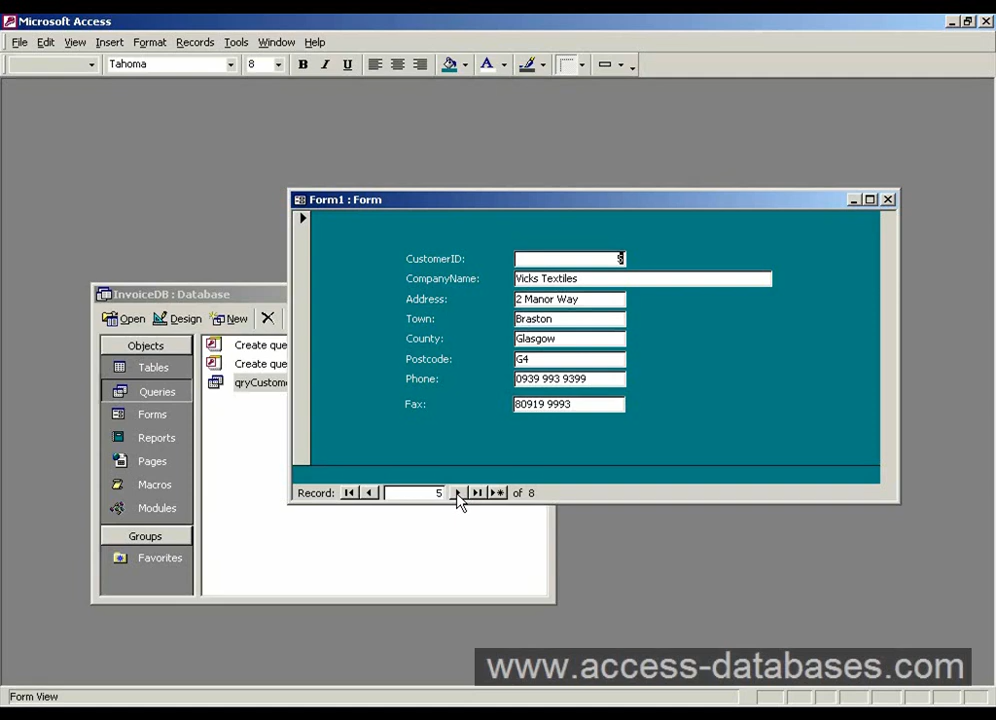 Microsoft Access
File Edit View Insert Format Records Tools Window Help
Tahoma 8 B I U A
Form1 : Form
CustomerID:
CompanyName: Vicks Textiles
Address: 2 Manor Way
Town: Braston
County: Glasgow
Postcode: G4
Phone: 0939 993 9399
Fax: 80919 9993
Record: 5 of 8
InvoiceDB : Database
Open Design New
Objects
Tables
Queries
Forms
Reports
Pages
Macros
Modules
Groups
Favorites
Create que
Create que
qryCustome
www.access-databases.com
Form View